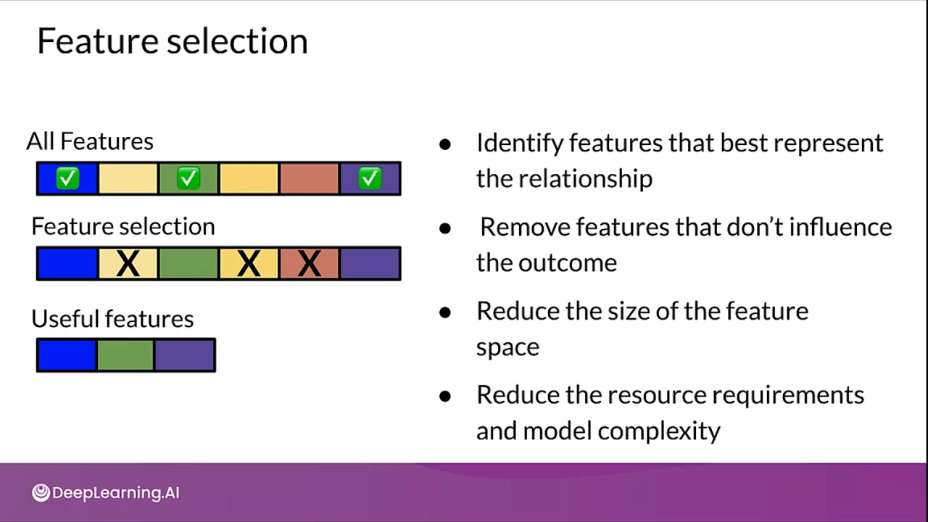 Feature selection
All Features
Feature selection
X X X
Useful features
● Identify features that best represent
the relationship
● Remove features that don’t influence
the outcome
● Reduce the size of the feature
space
● Reduce the resource requirements
and model complexity
DeepLearning.AI